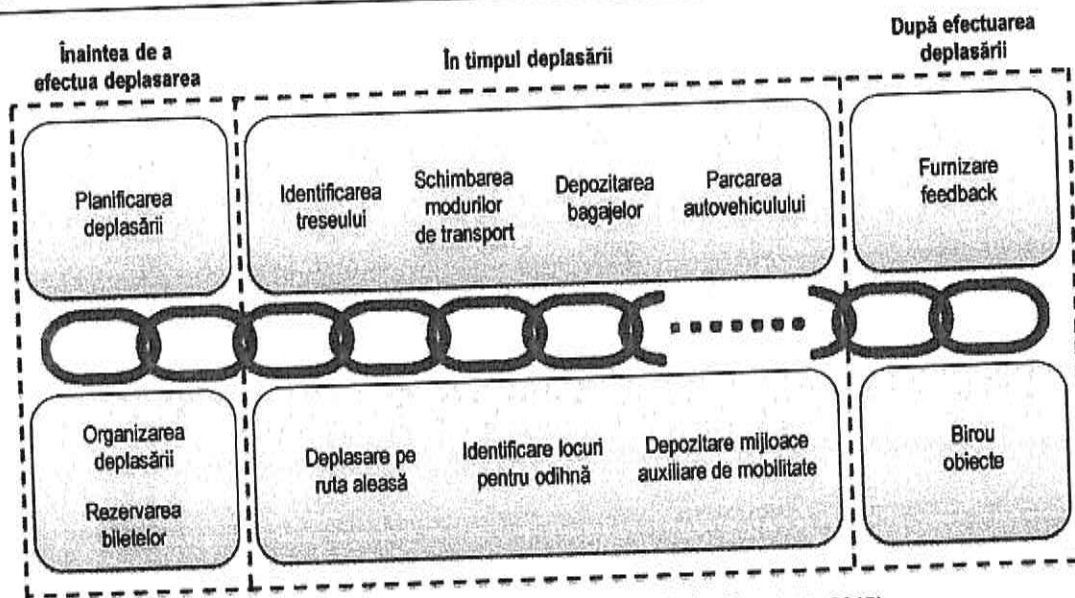 Înaintea de a
efectua deplasarea
În timpul deplasării
După efectuarea
deplasării
Planificarea
deplasării
Identificarea
treseului
Schimbarea
modurilor
de transport
Depozitarea
bagajelor
Parcarea
autovehiculului
Furnizare
feedback
Organizarea
deplasării
Rezervarea
biletelor
Deplasare pe
ruta aleasă
Identificare locuri
pentru odihnă
Depozitare mijloace
auxiliare de mobilitate
Birou
obiecte